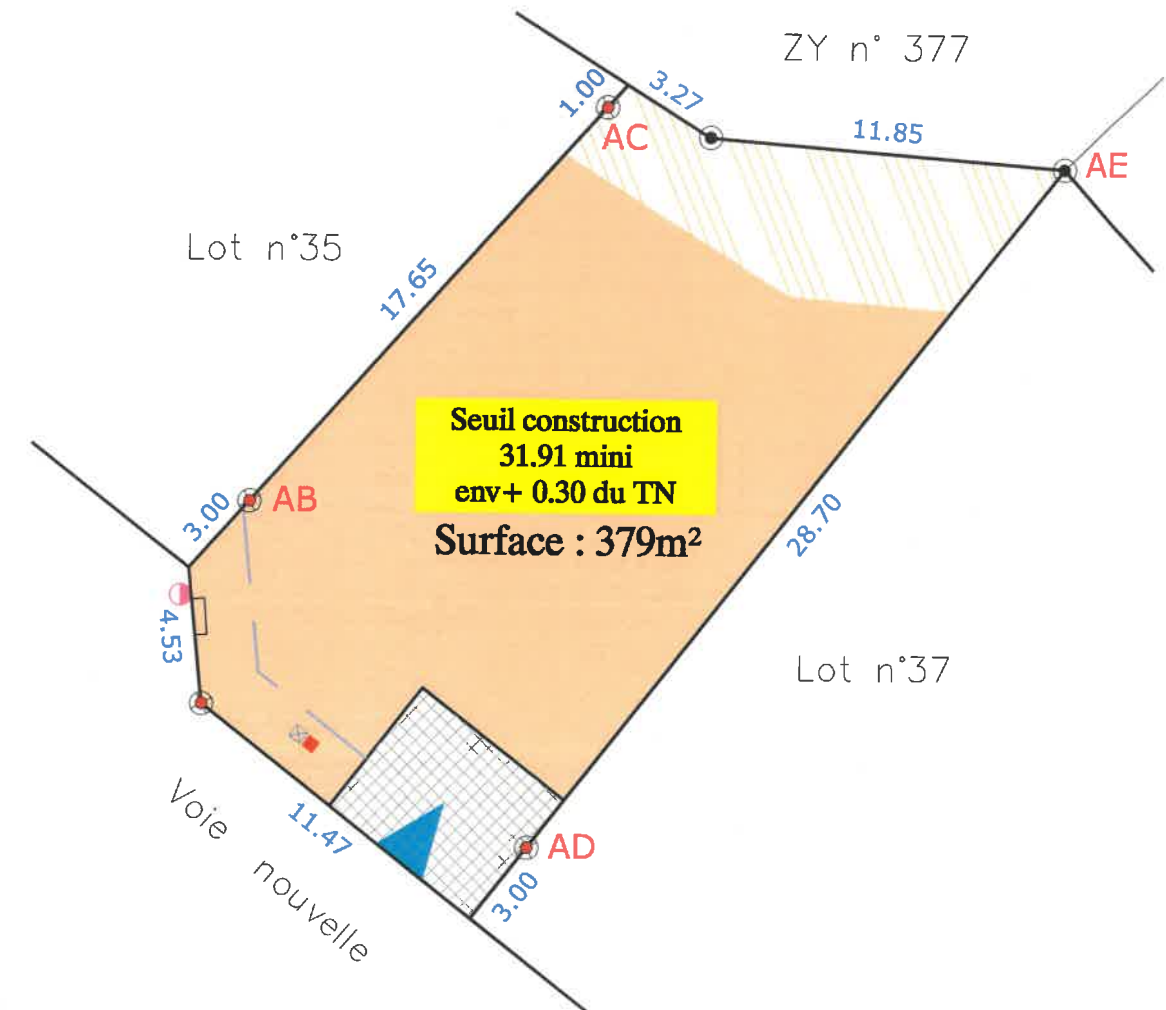 ZY n° 377
1.00
3.27
11.85
AC
AE
Lot n°35
17.65
Seuil construction
31.91 mini
env+ 0.30 du TN
Surface : 379m²
AB
3.00
28.70
4.53
Lot n°37
Voie nouvelle
11.47
AD
3.00